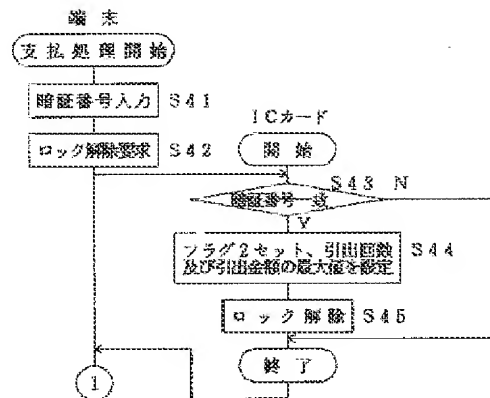 端末
支払処理開始
暗証番号入力 S41
ロック解除要求 S42
ICカード
開始
S43 N
暗証番号一致
Y
フラグ2セット、引出回数
及び引出金額の最大値を設定 S44
ロック解除 S45
終了
1